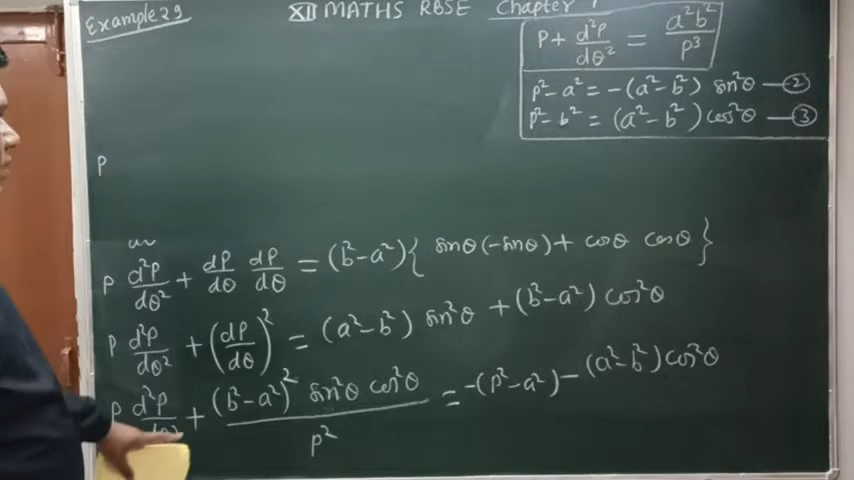 Example 29
XII MATHS RBSE Chapter
P + d²P/dθ² = a²b²/P³
P² - a² = -(a² - b²) sin²θ — ②
P² - b² = (a² - b²) cos²θ — ③
P
P d²P/dθ² + dP/dθ dP/dθ = (b² - a²) { sinθ (-sinθ) + cosθ cosθ }
P d²P/dθ² + (dP/dθ)² = (a² - b²) sin²θ + (b² - a²) cos²θ
P d²P/dθ² + (b² - a²)² sin²θ cos²θ / P² = -(P² - a²) - (a² - b²) cos²θ